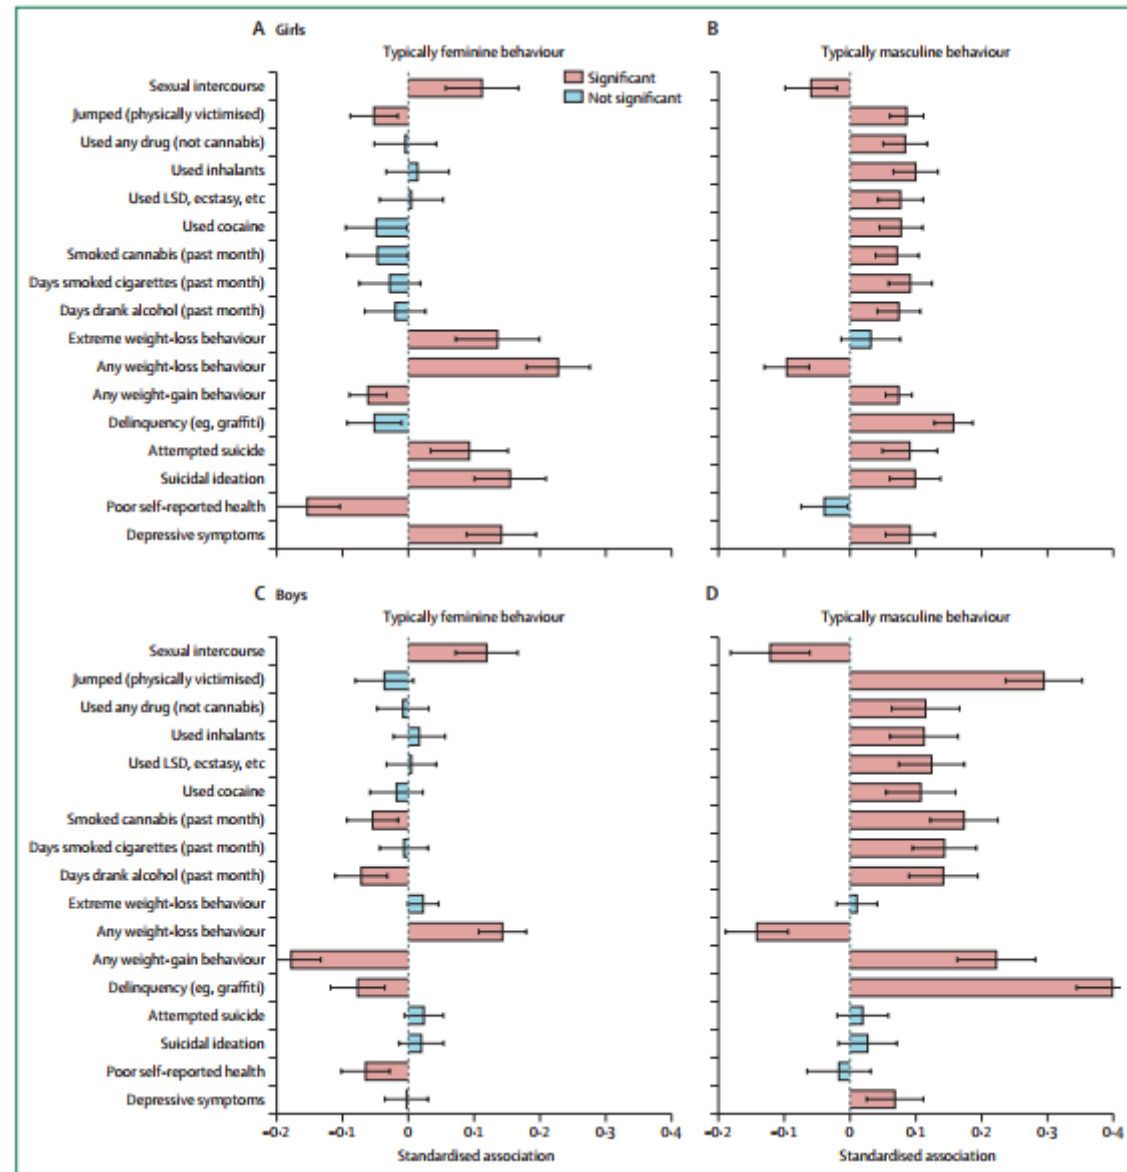 A Girls
Typically feminine behaviour
Significant
Not significant
Sexual intercourse
Jumped (physically victimised)
Used any drug (not cannabis)
Used inhalants
Used LSD, ecstasy, etc
Used cocaine
Smoked cannabis (past month)
Days smoked cigarettes (past month)
Days drank alcohol (past month)
Extreme weight-loss behaviour
Any weight-loss behaviour
Any weight-gain behaviour
Delinquency (eg, graffiti)
Attempted suicide
Suicidal ideation
Poor self-reported health
Depressive symptoms
B
Typically masculine behaviour
C Boys
Typically feminine behaviour
Sexual intercourse
Jumped (physically victimised)
Used any drug (not cannabis)
Used inhalants
Used LSD, ecstasy, etc
Used cocaine
Smoked cannabis (past month)
Days smoked cigarettes (past month)
Days drank alcohol (past month)
Extreme weight-loss behaviour
Any weight-loss behaviour
Any weight-gain behaviour
Delinquency (eg, graffiti)
Attempted suicide
Suicidal ideation
Poor self-reported health
Depressive symptoms
-0·2 -0·1 0 0·1 0·2 0·3 0·4
Standardised association
D
Typically masculine behaviour
-0·2 -0·1 0 0·1 0·2 0·3 0·4
Standardised association